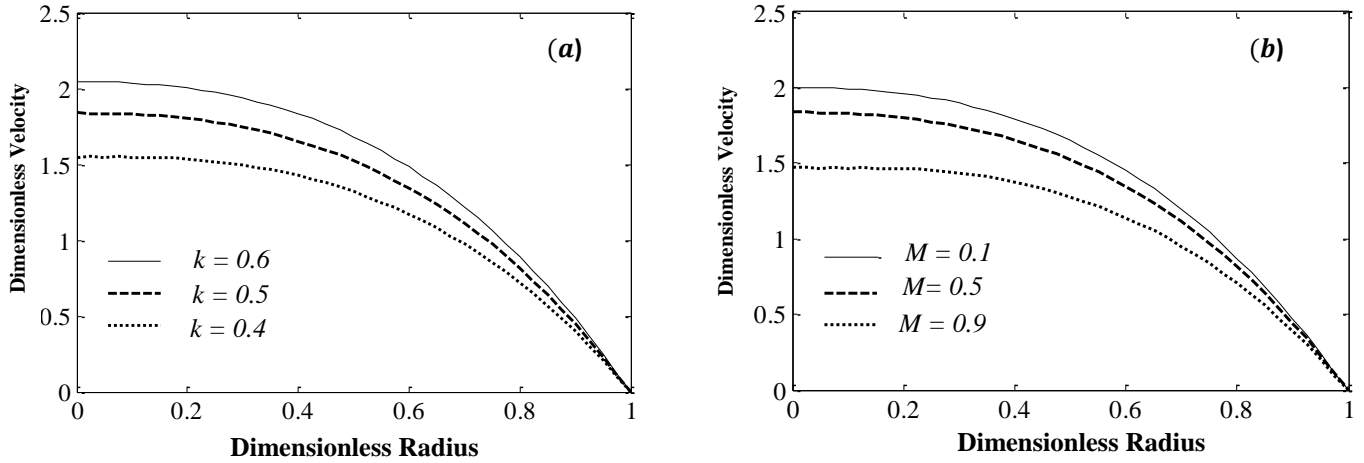 2.5
(a)
2
1.5
1
0.5
0
Dimensionless Velocity
k = 0.6
k = 0.5
k = 0.4
0 0.2 0.4 0.6 0.8 1
Dimensionless Radius
2.5
(b)
2
1.5
1
0.5
0
Dimensionless Velocity
M = 0.1
M= 0.5
M = 0.9
0 0.2 0.4 0.6 0.8 1
Dimensionless Radius